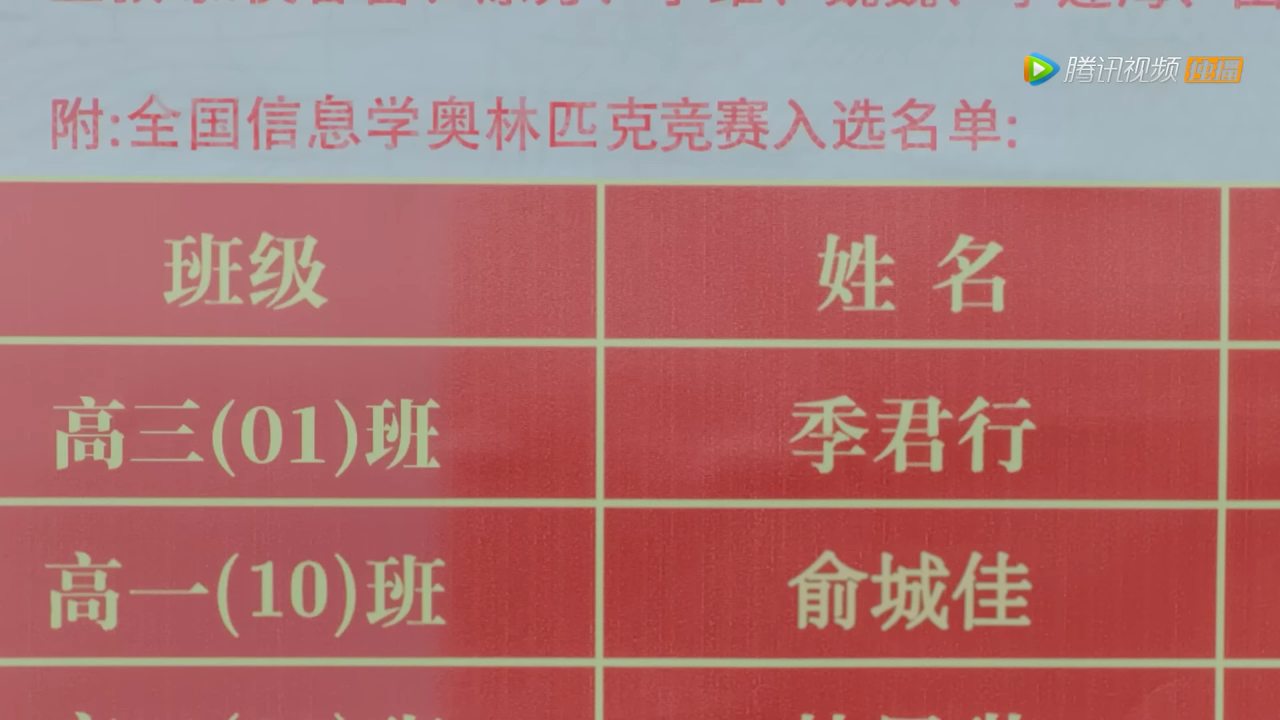 腾讯视频 独播
附:全国信息学奥林匹克竞赛入选名单:
班级 姓 名
高三(01)班 季君行
高一(10)班 俞城佳